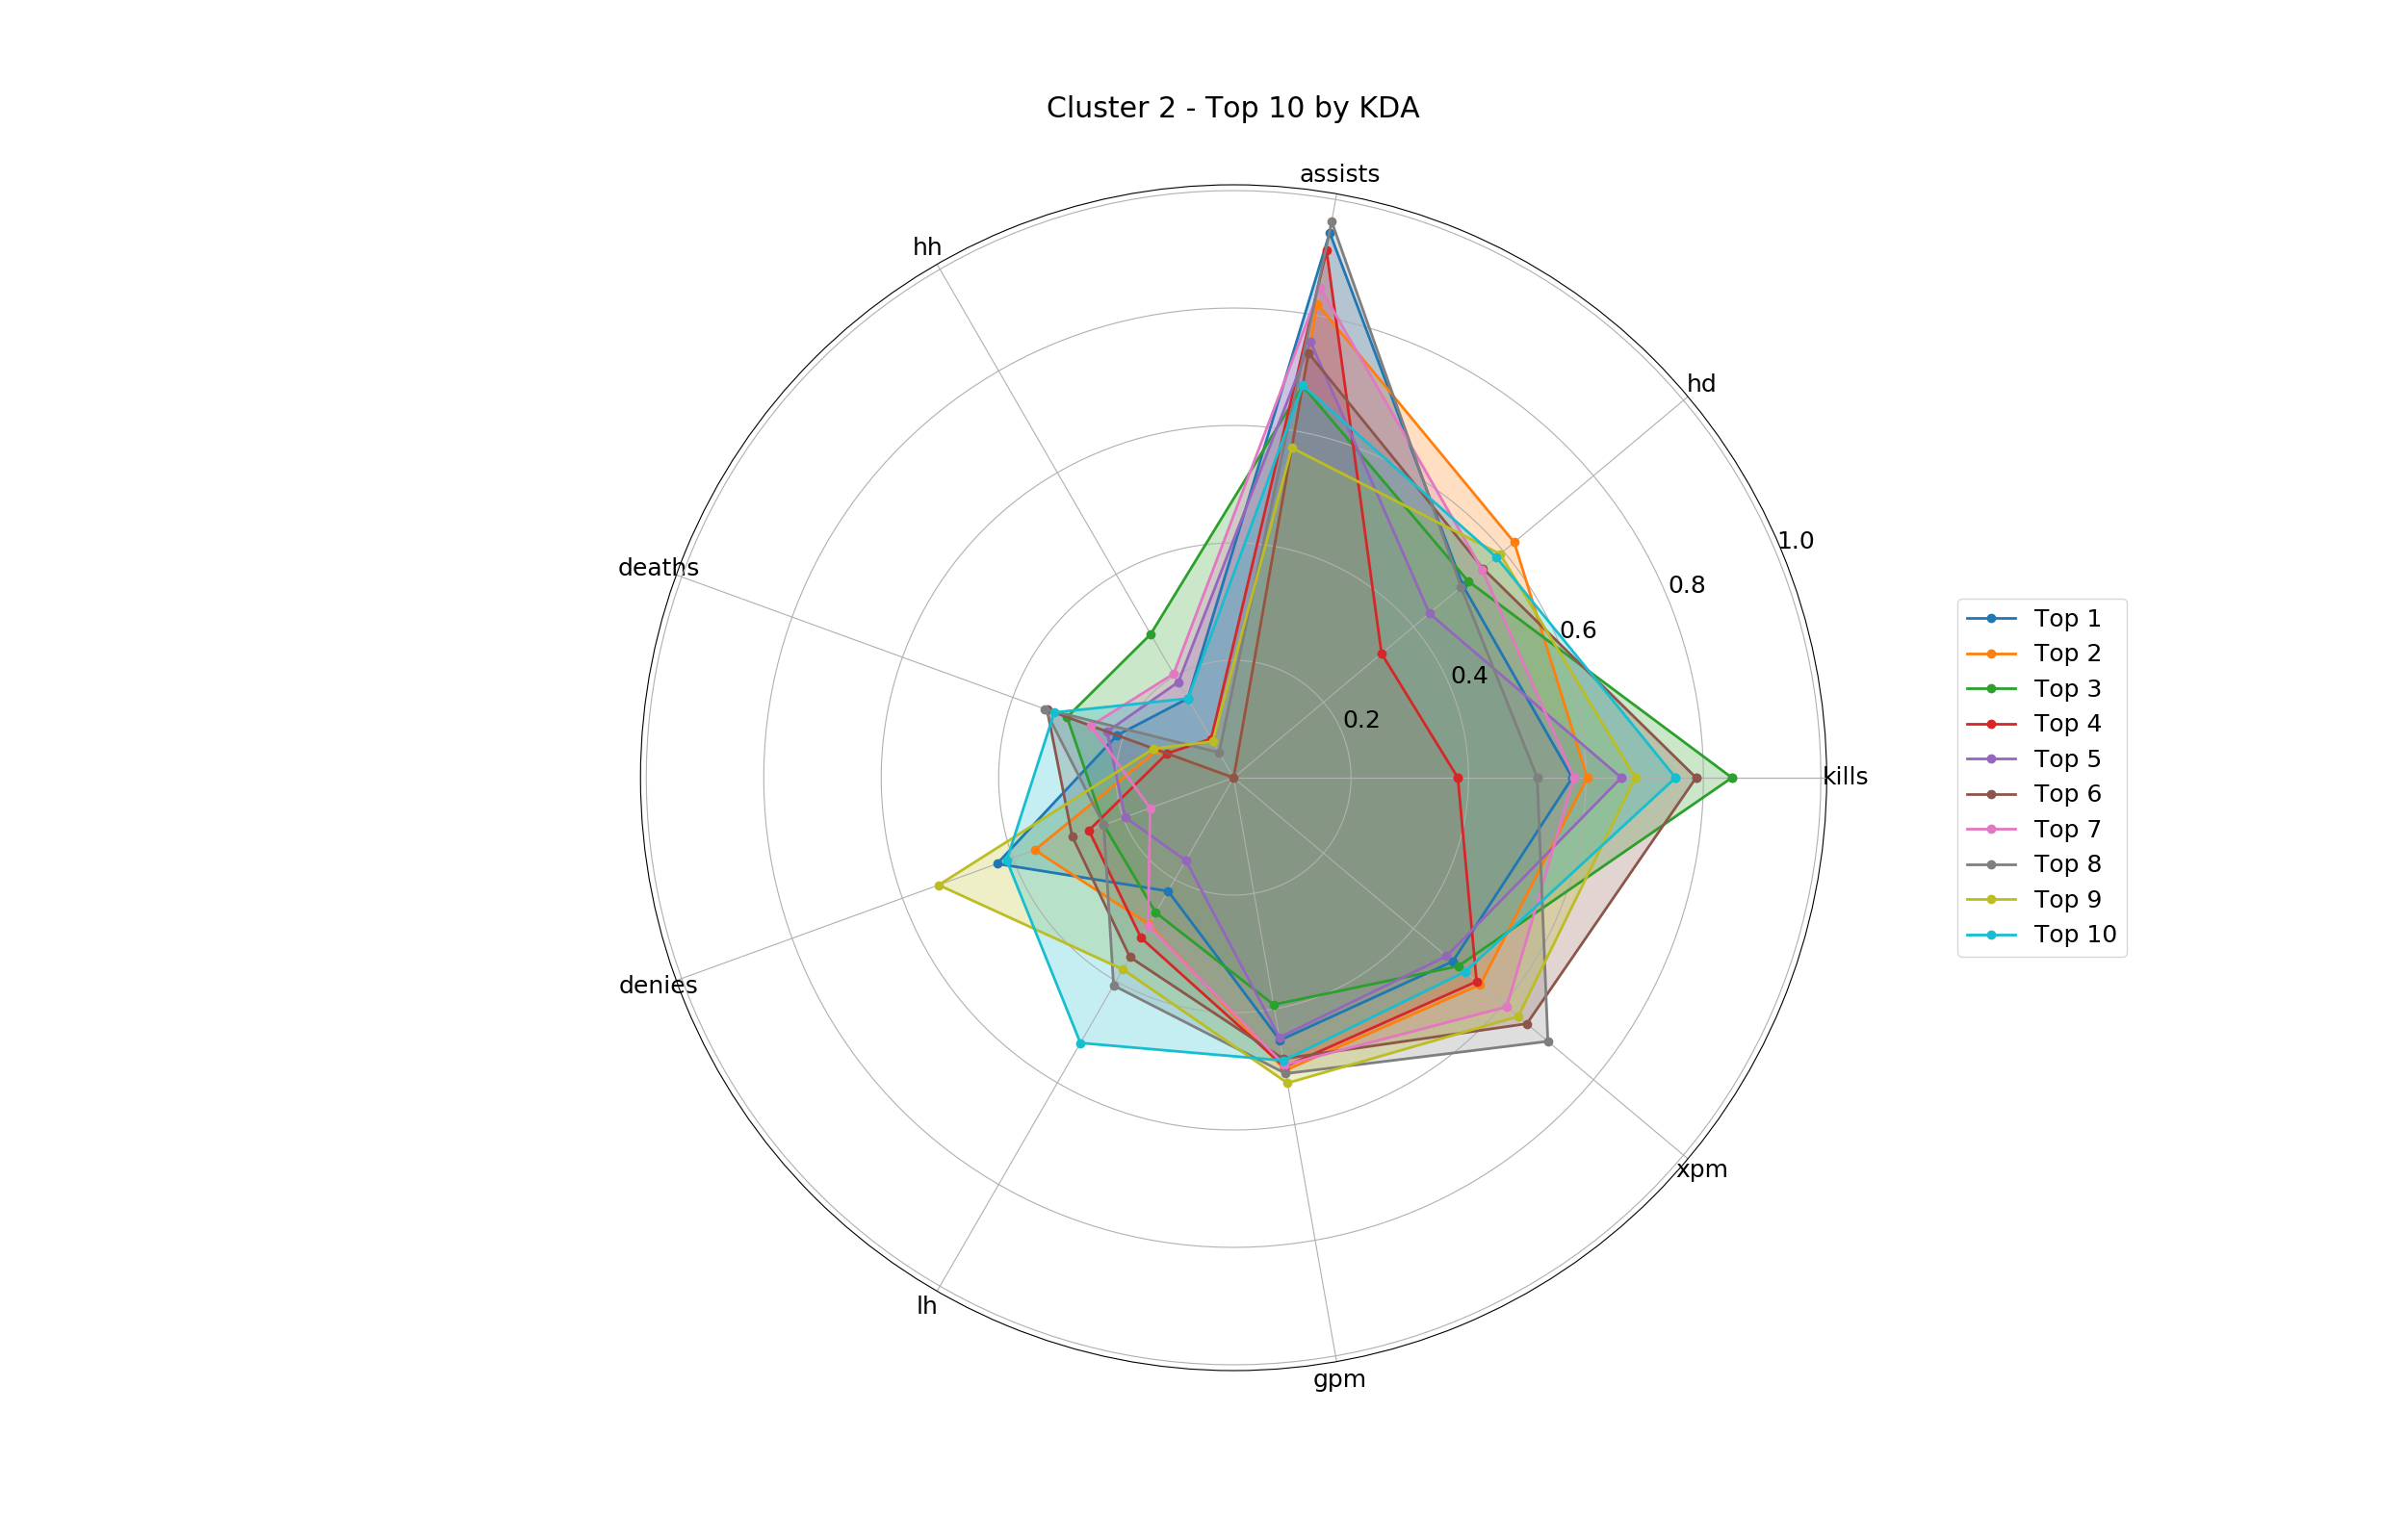 Cluster 2 - Top 10 by KDA
assists
hh
hd
deaths
kills
denies
xpm
lh
gpm
0.2
0.4
0.6
0.8
1.0
Top 1
Top 2
Top 3
Top 4
Top 5
Top 6
Top 7
Top 8
Top 9
Top 10